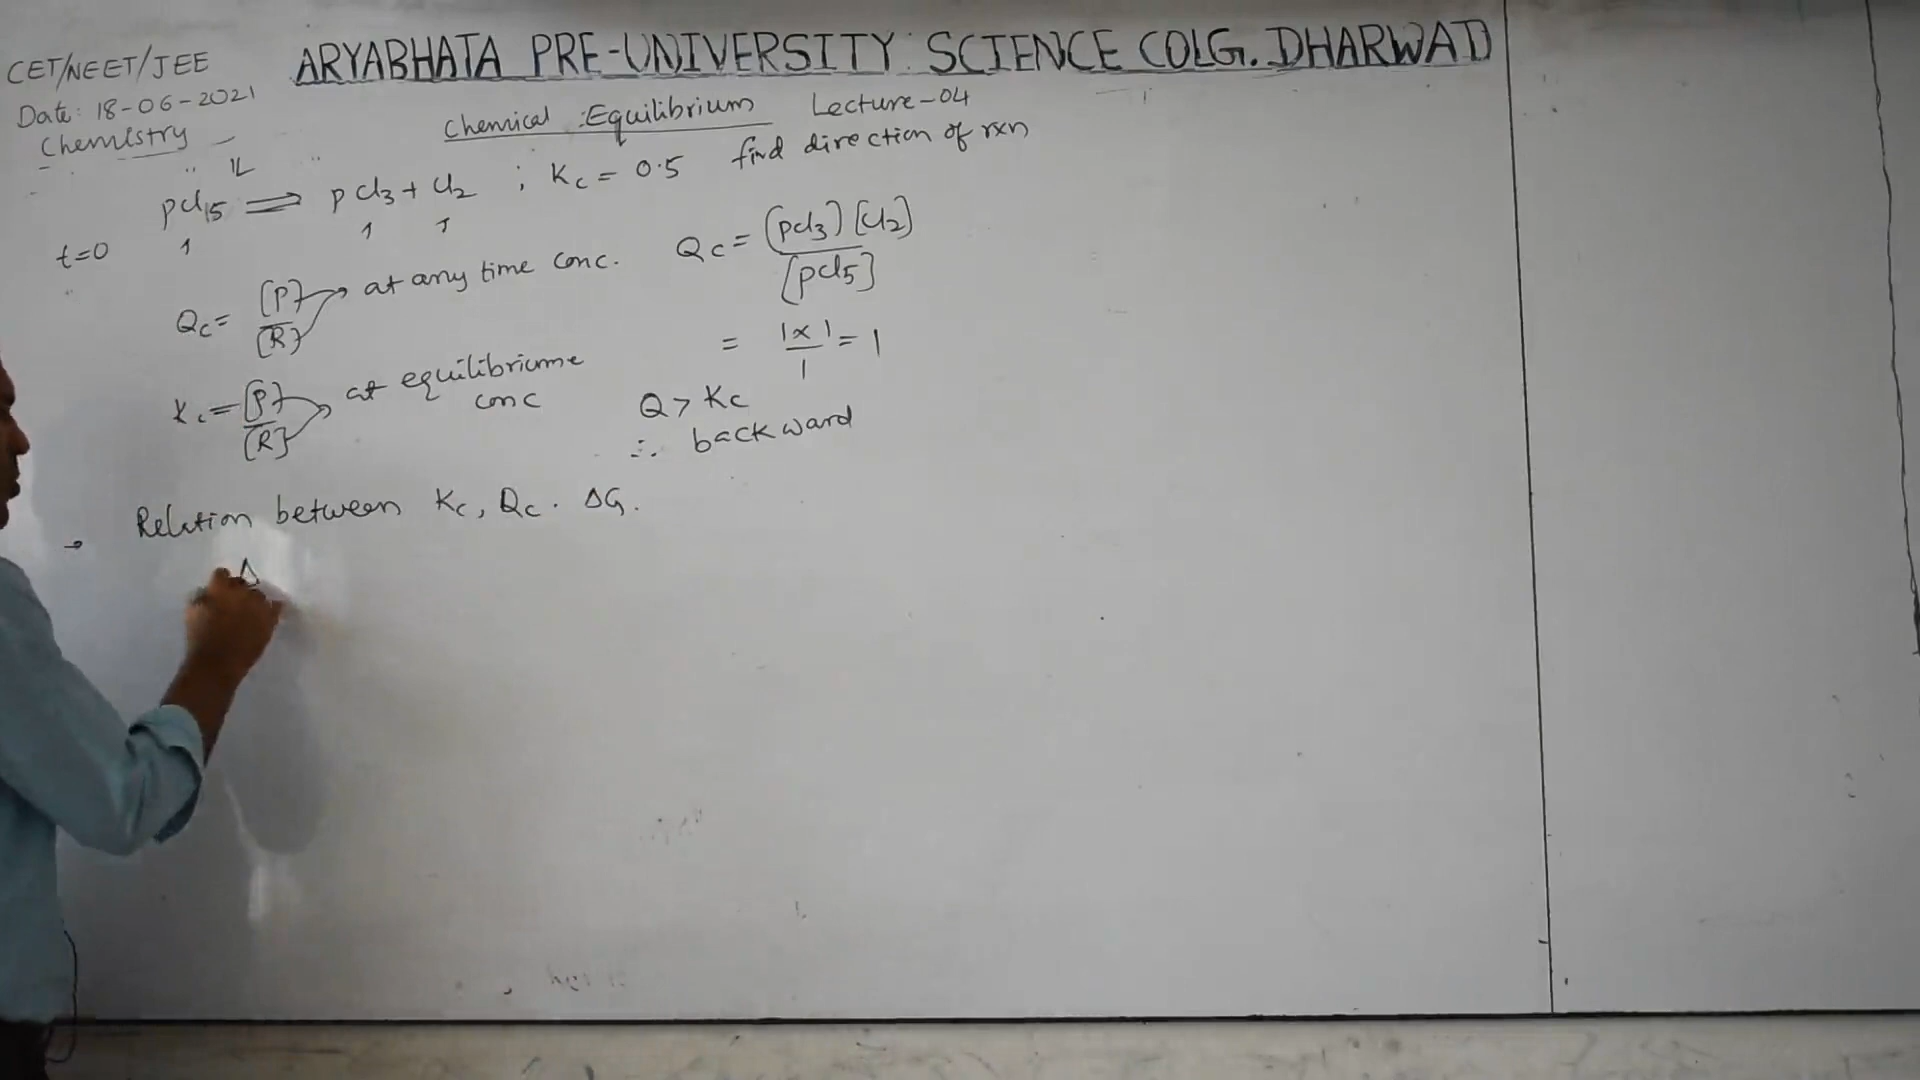 CET/NEET/JEE
ARYABHATA PRE-UNIVERSITY SCIENCE COLG. DHARWAD
Date: 18-06-2021
Chemistry
Chemical Equilibrium Lecture-04
1L
pcl5 ⇌ pcl3 + cl2 ; Kc = 0.5 find direction of rxn
t=0 1 1 1
Qc = [P]/[R] → at any time conc.
Qc = [pcl3] [cl2]/[pcl5]
= 1x1/1 = 1
Kc = [P]/[R] → at equilibriume conc
Q > Kc
∴ backward
→ Relation between Kc, Qc. ΔG.
Δ